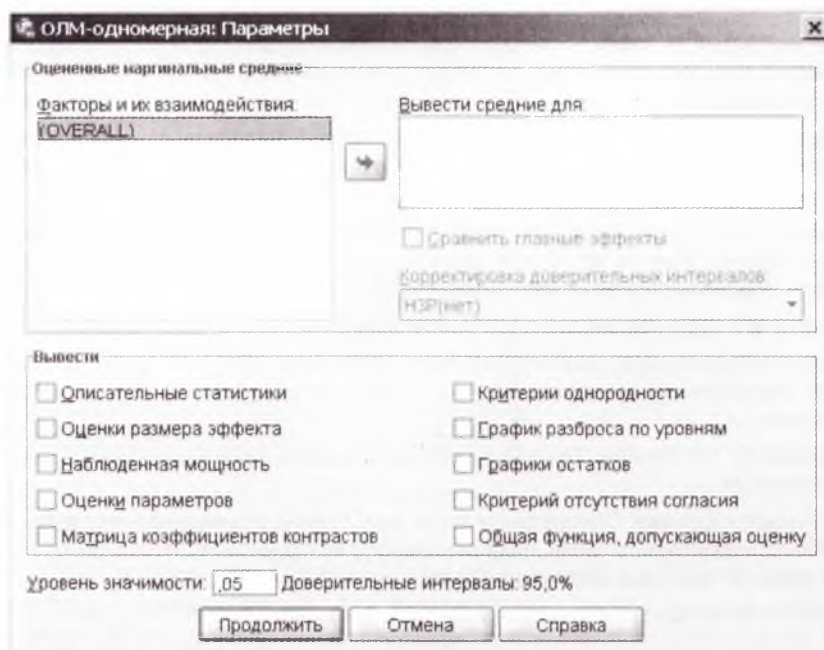 ОЛМ-одномерная: Параметры
Оцененные маргинальные средние
Факторы и их взаимодействия:
(OVERALL)
Вывести средние для:
Сравнить главные эффекты
Корректировка доверительных интервалов:
НЗР(нет)
Вывести
Описательные статистики
Оценки размера эффекта
Наблюденная мощность
Оценки параметров
Матрица коэффициентов контрастов
Критерии однородности
График разброса по уровням
Графики остатков
Критерий отсутствия согласия
Общая функция, допускающая оценку
Уровень значимости: ,05 Доверительные интервалы: 95,0%
Продолжить Отмена Справка